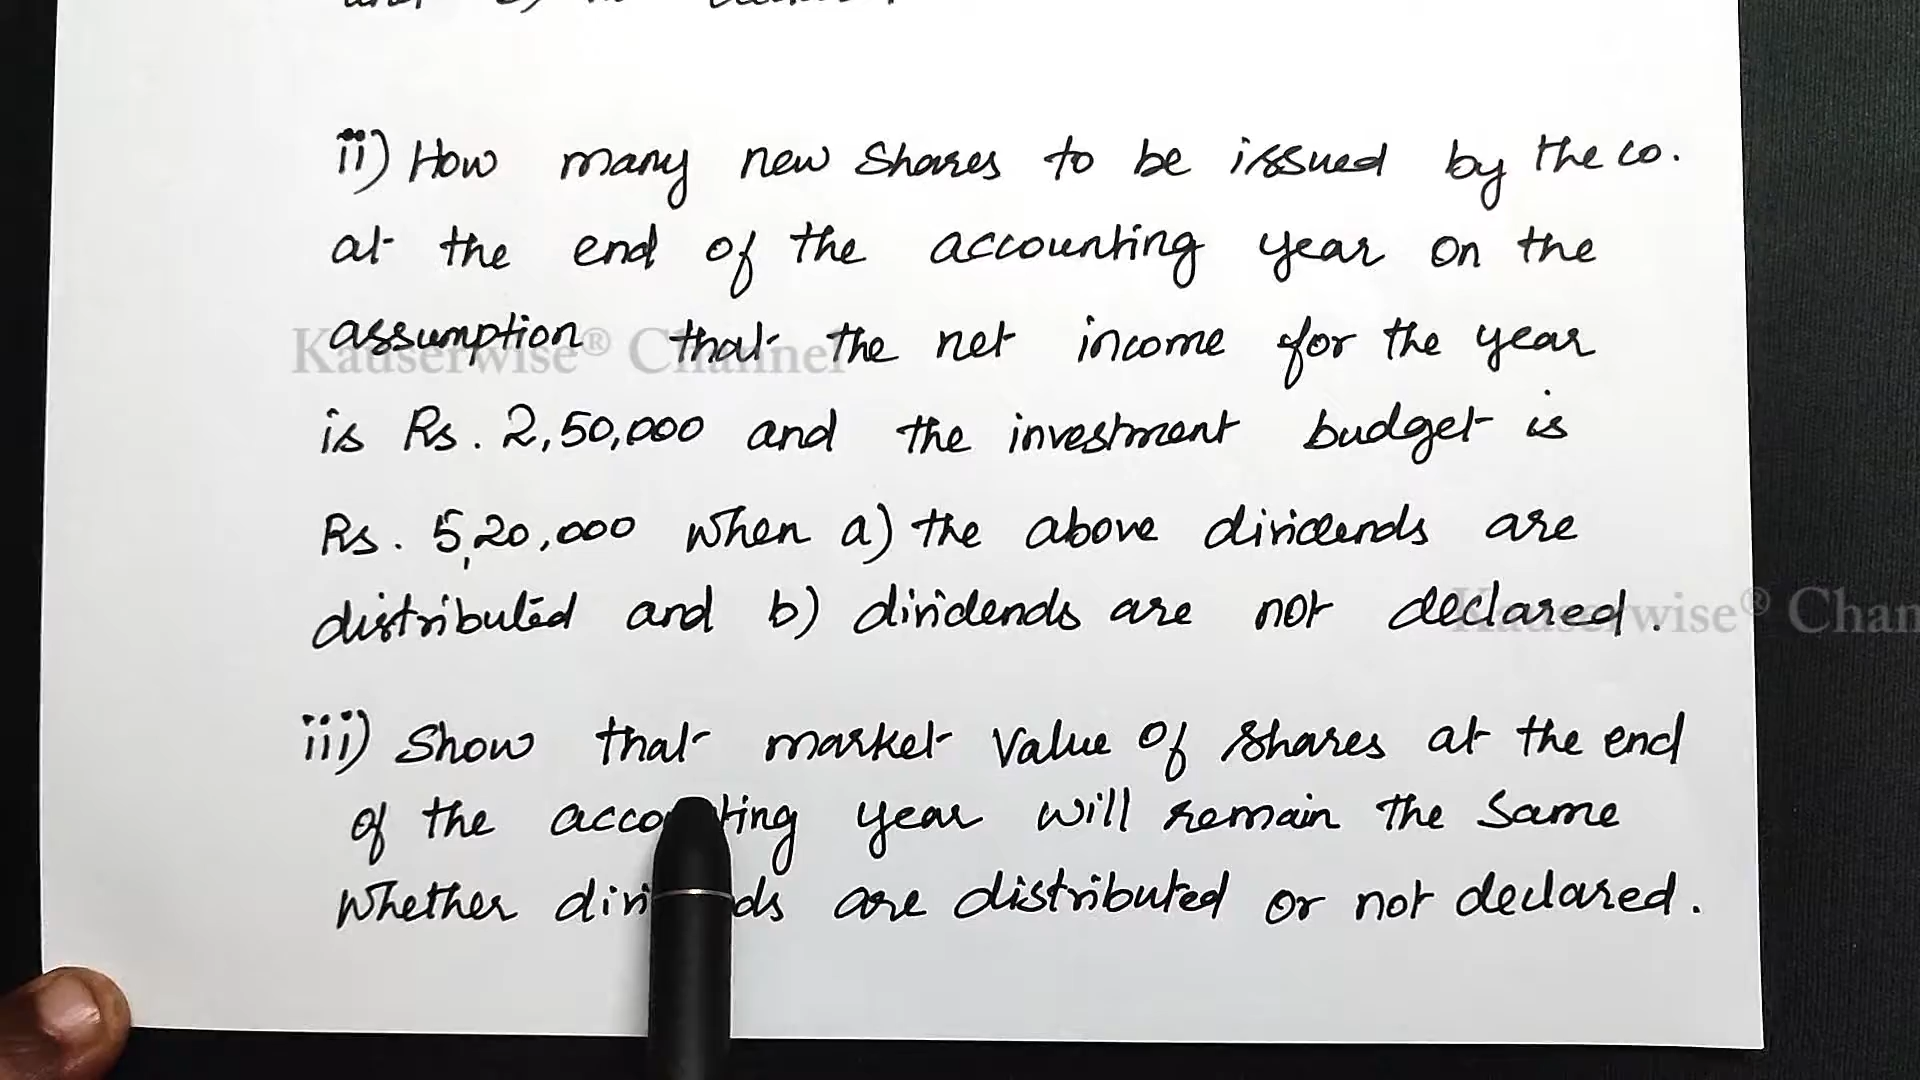 ii) How many new shares to be issued by the co.
at the end of the accounting year on the
assumption that the net income for the year
is Rs. 2,50,000 and the investment budget is
Rs. 5,20,000 when a) the above dividends are
distributed and b) dividends are not declared.
iii) Show that market value of shares at the end
of the year will remain the same
whether are distributed or not declared.
Kauserwise® Channel
Kauserwise® Chan